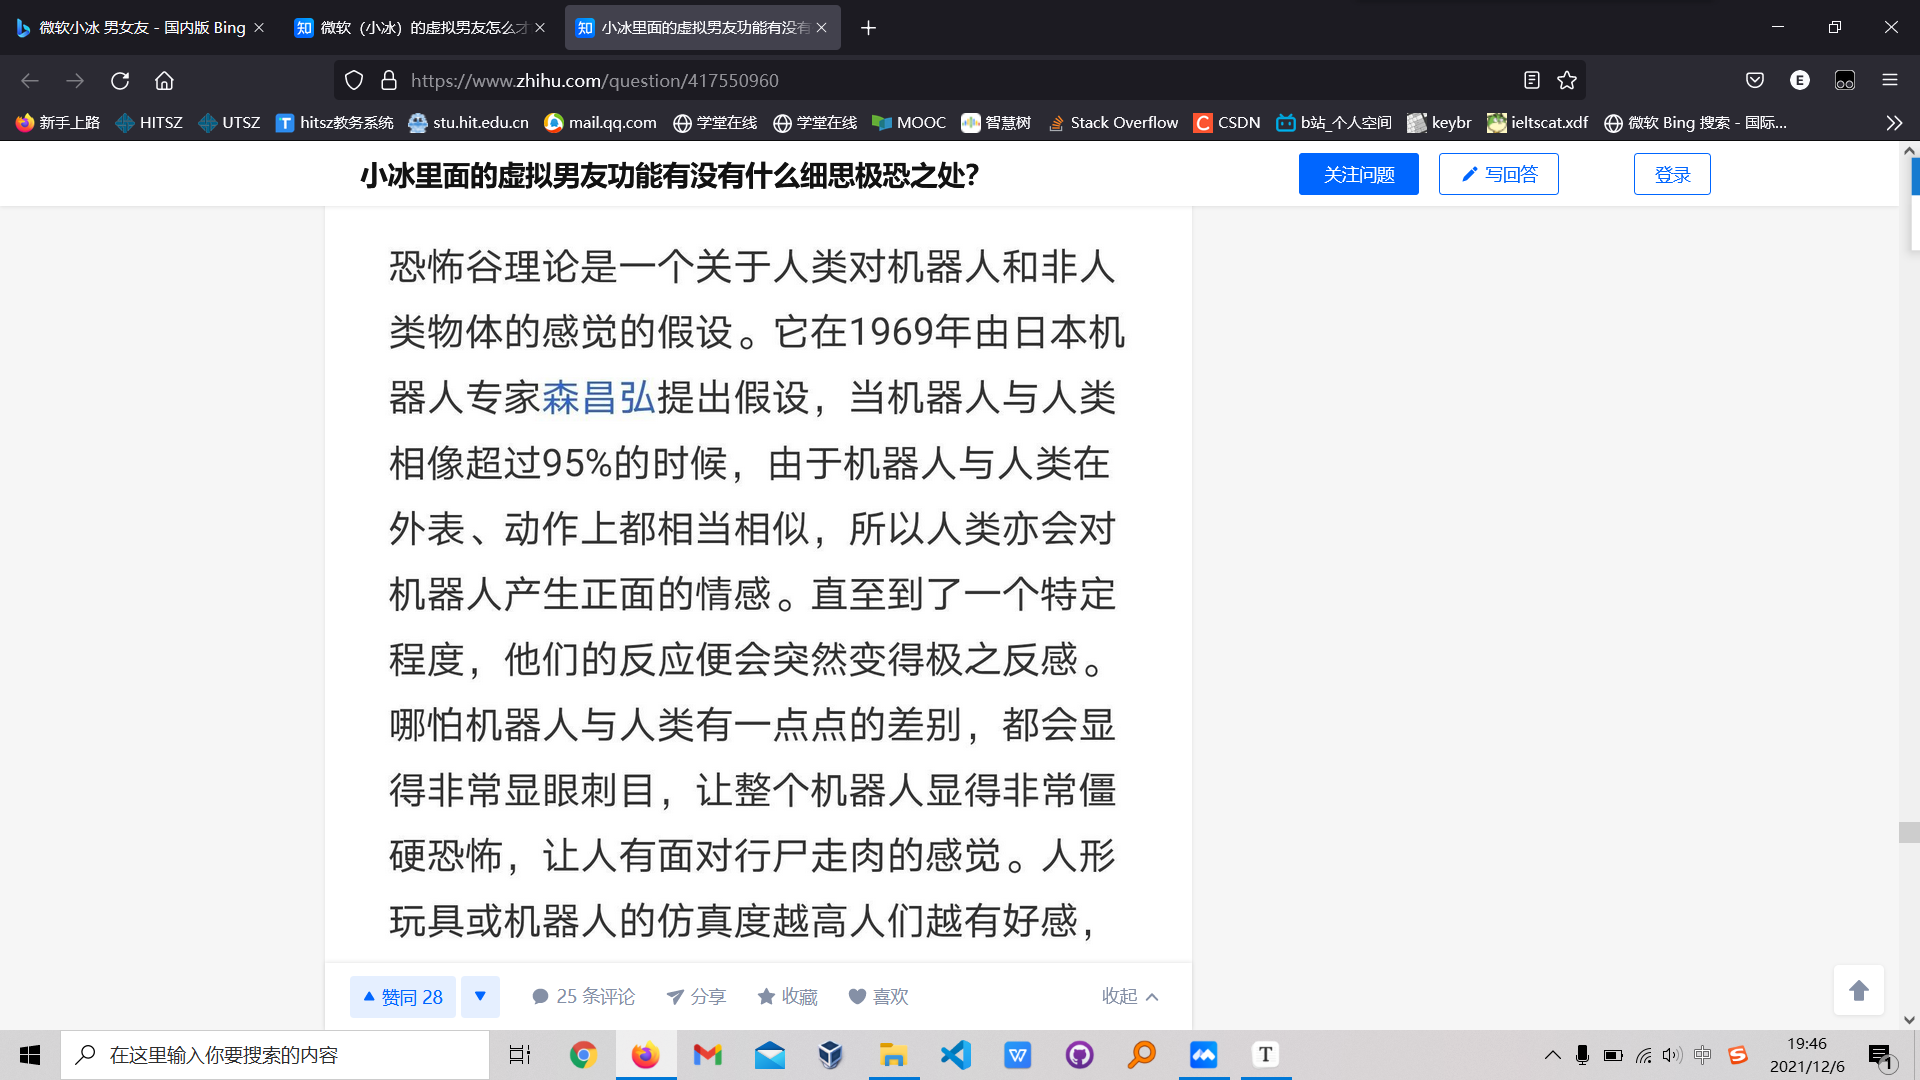 微软小冰 男女友 - 国内版 Bing
微软（小冰）的虚拟男友怎么才
小冰里面的虚拟男友功能有没有
https://www.zhihu.com/question/417550960
E
新手上路
HITSZ
UTSZ
hitsz教务系统
stu.hit.edu.cn
mail.qq.com
学堂在线
学堂在线
MOOC
智慧树
Stack Overflow
CSDN
b站_个人空间
keybr
ieltscat.xdf
微软 Bing 搜索 - 国际...
小冰里面的虚拟男友功能有没有什么细思极恐之处？
关注问题
写回答
登录
恐怖谷理论是一个关于人类对机器人和非人
类物体的感觉的假设。它在1969年由日本机
器人专家森昌弘提出假设，当机器人与人类
相像超过95%的时候，由于机器人与人类在
外表、动作上都相当相似，所以人类亦会对
机器人产生正面的情感。直至到了一个特定
程度，他们的反应便会突然变得极之反感。
哪怕机器人与人类有一点点的差别，都会显
得非常显眼刺目，让整个机器人显得非常僵
硬恐怖，让人有面对行尸走肉的感觉。人形
玩具或机器人的仿真度越高人们越有好感，
赞同 28
25 条评论
分享
收藏
喜欢
收起
在这里输入你要搜索的内容
中
19:46
2021/12/6
1